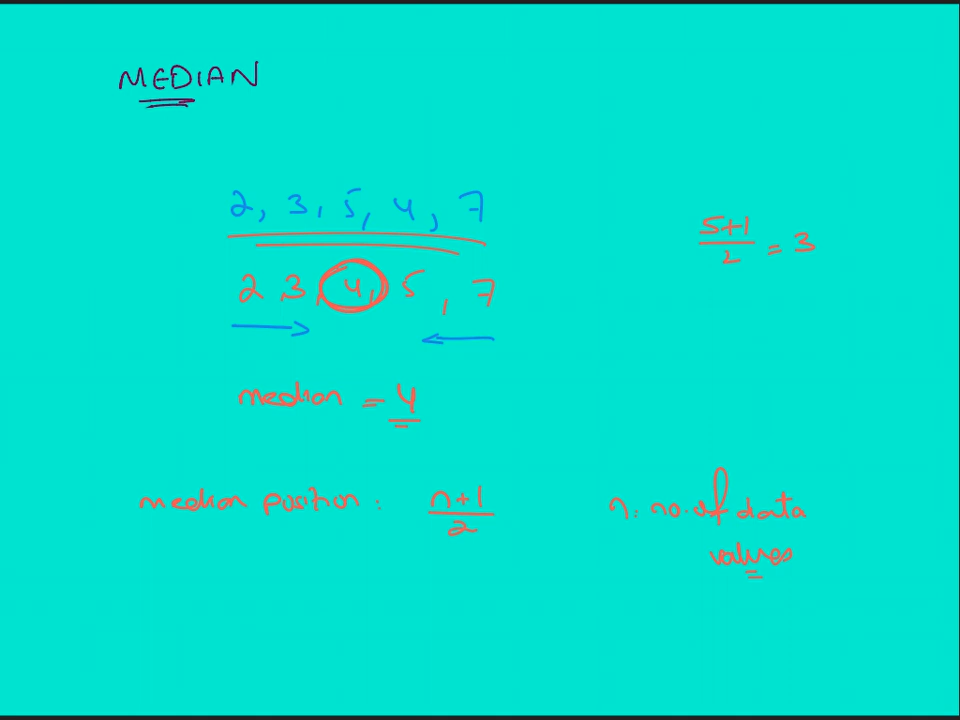 MEDIAN
2, 3, 5, 4, 7
5+1/2 = 3
2, 3, 4, 5, 7
median = 4
median position: n+1/2
n: no. of data
values